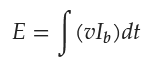 E = ∫ (vI_b)dt